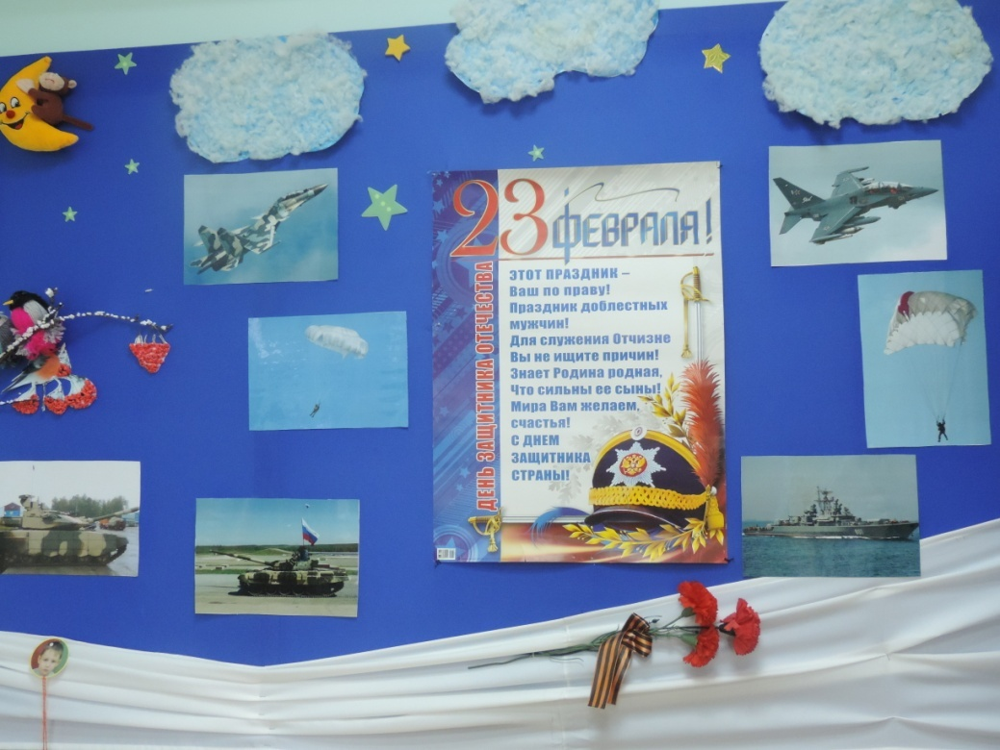 23 ФЕВРАЛЯ!
ДЕНЬ ЗАЩИТНИКА ОТЕЧЕСТВА
ЭТОТ ПРАЗДНИК –
Ваш по праву!
Праздник доблестных
мужчин!
Для служения Отчизне
Вы не ищите причин!
Знает Родина родная,
Что сильны ее сыны!
Мира Вам желаем,
счастья!
С ДНЕМ
ЗАЩИТНИКА
СТРАНЫ!